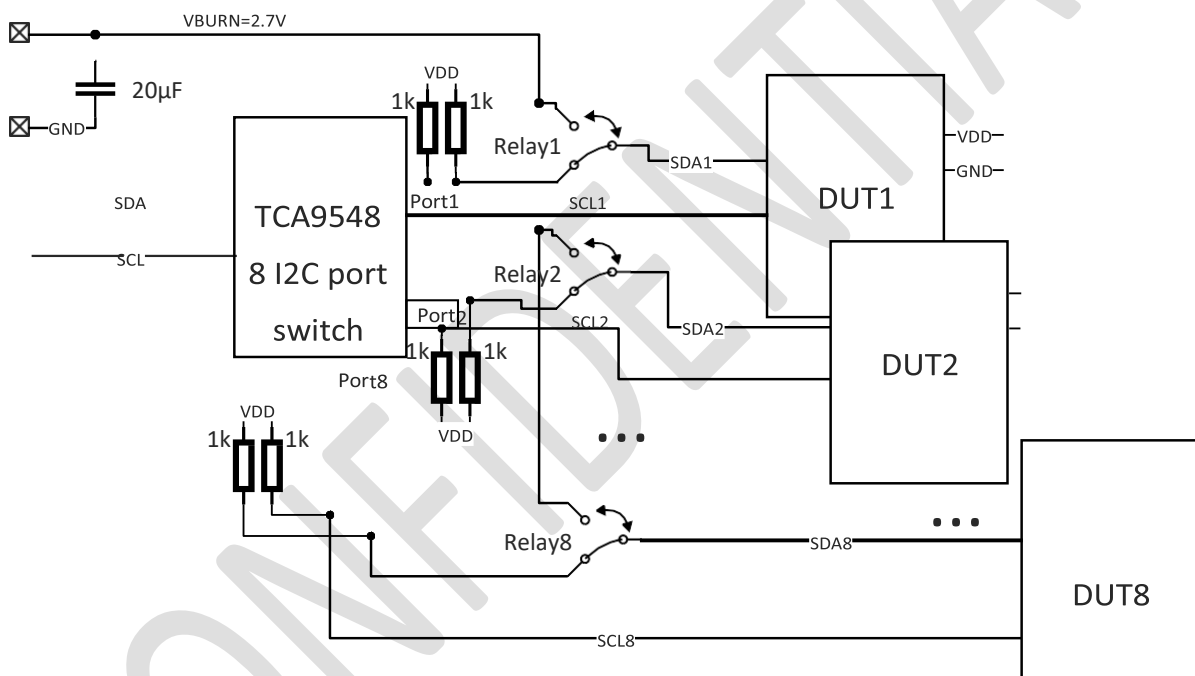 VBURN=2.7V
20µF
GND
VDD
1k
1k
Relay1
SDA1
VDD
GND
DUT1
SDA
Port1
SCL1
TCA9548
8 I2C port
switch
SCL
Relay2
Port2
SCL2
SDA2
1k
1k
DUT2
Port8
VDD
VDD
1k
1k
...
...
Relay8
SDA8
DUT8
SCL8
ONFIDENTIA